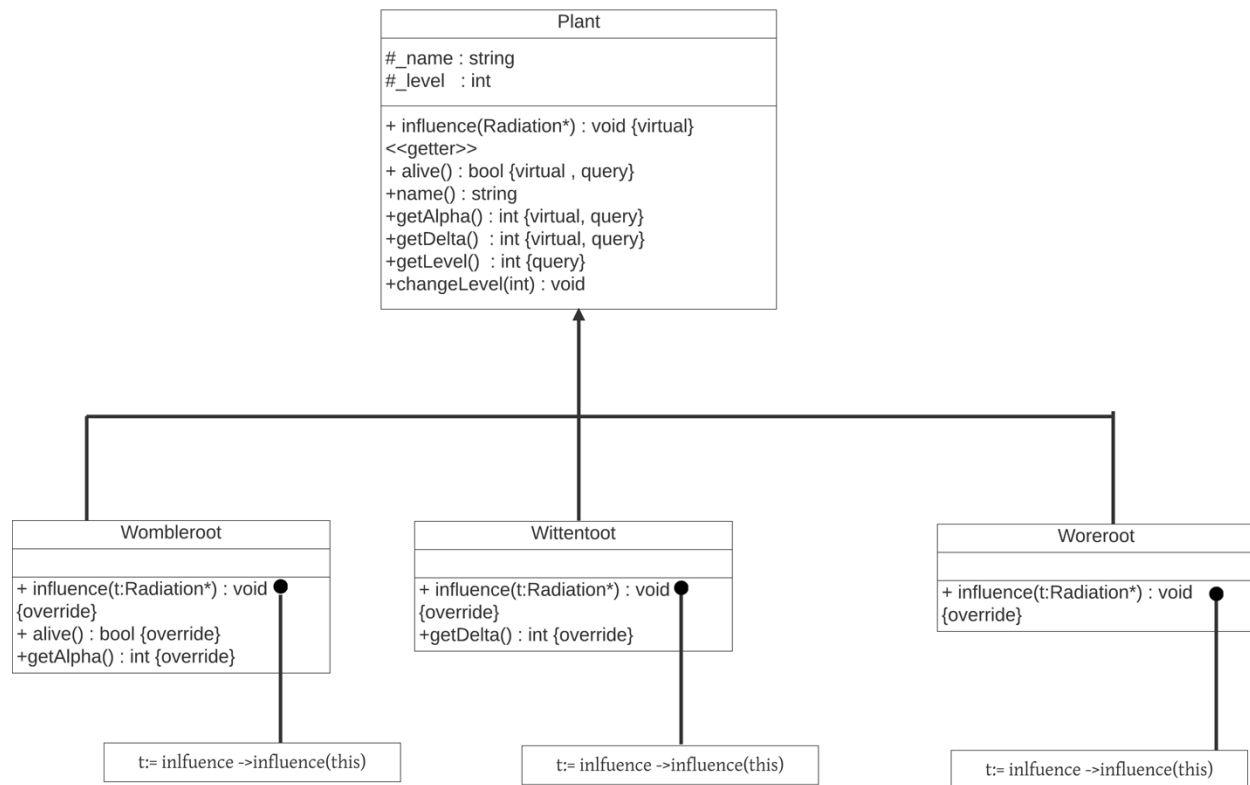 Plant
#_name : string
#_level : int
+ influence(Radiation*) : void {virtual}
<<getter>>
+ alive() : bool {virtual , query}
+name() : string
+getAlpha() : int {virtual, query}
+getDelta() : int {virtual, query}
+getLevel() : int {query}
+changeLevel(int) : void
Wombleroot
+ influence(t:Radiation*) : void
{override}
+ alive() : bool {override}
+getAlpha() : int {override}
t:= inlfuence ->influence(this)
Wittentoot
+ influence(t:Radiation*) : void
{override}
+getDelta() : int {override}
t:= inlfuence ->influence(this)
Woreroot
+ influence(t:Radiation*) : void
{override}
t:= inlfuence ->influence(this)